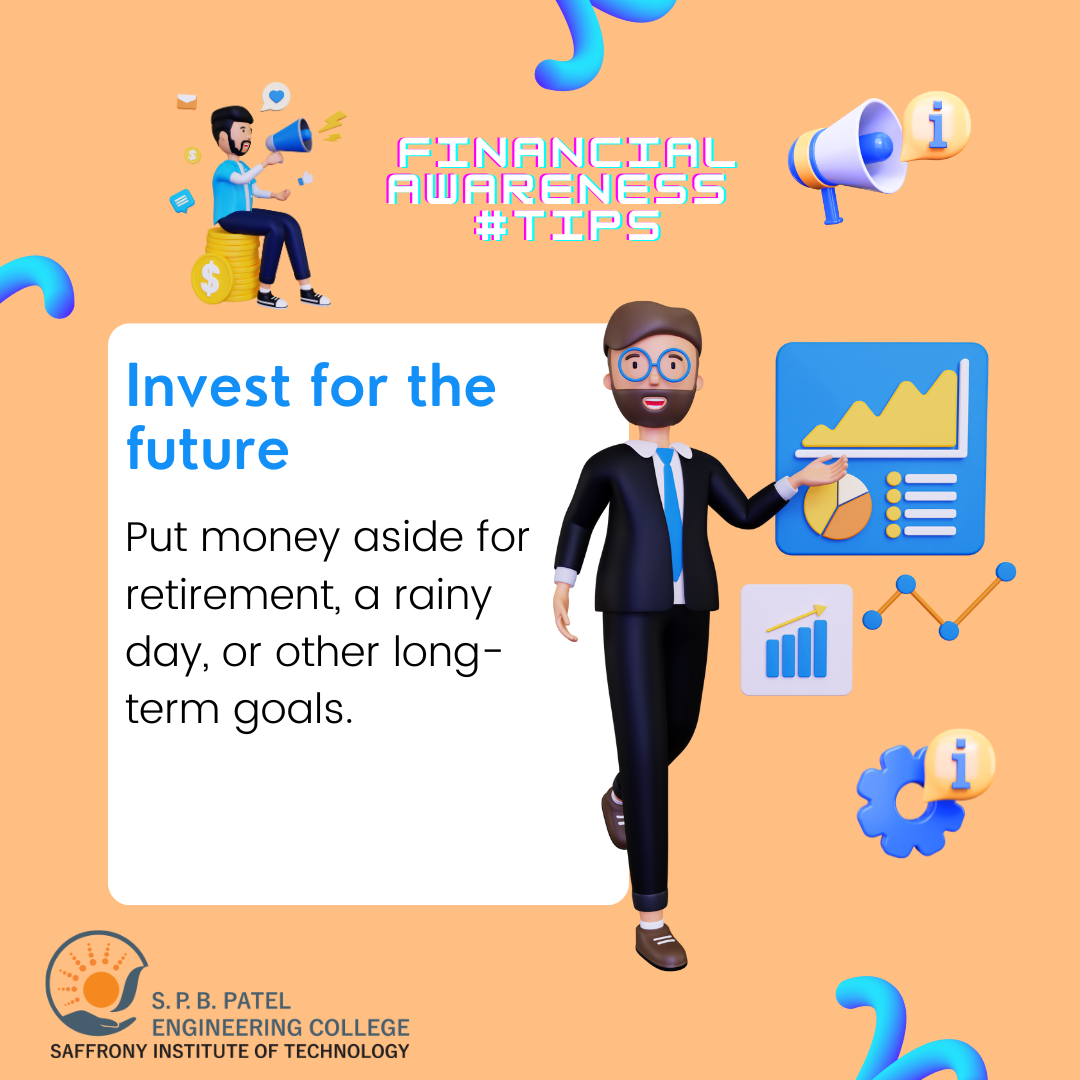 FINANCIAL
AWARENESS
#TIPS
i
$
$
Invest for the
future
Put money aside for
retirement, a rainy
day, or other long-
term goals.
i
S. P. B. PATEL
ENGINEERING COLLEGE
SAFFRONY INSTITUTE OF TECHNOLOGY